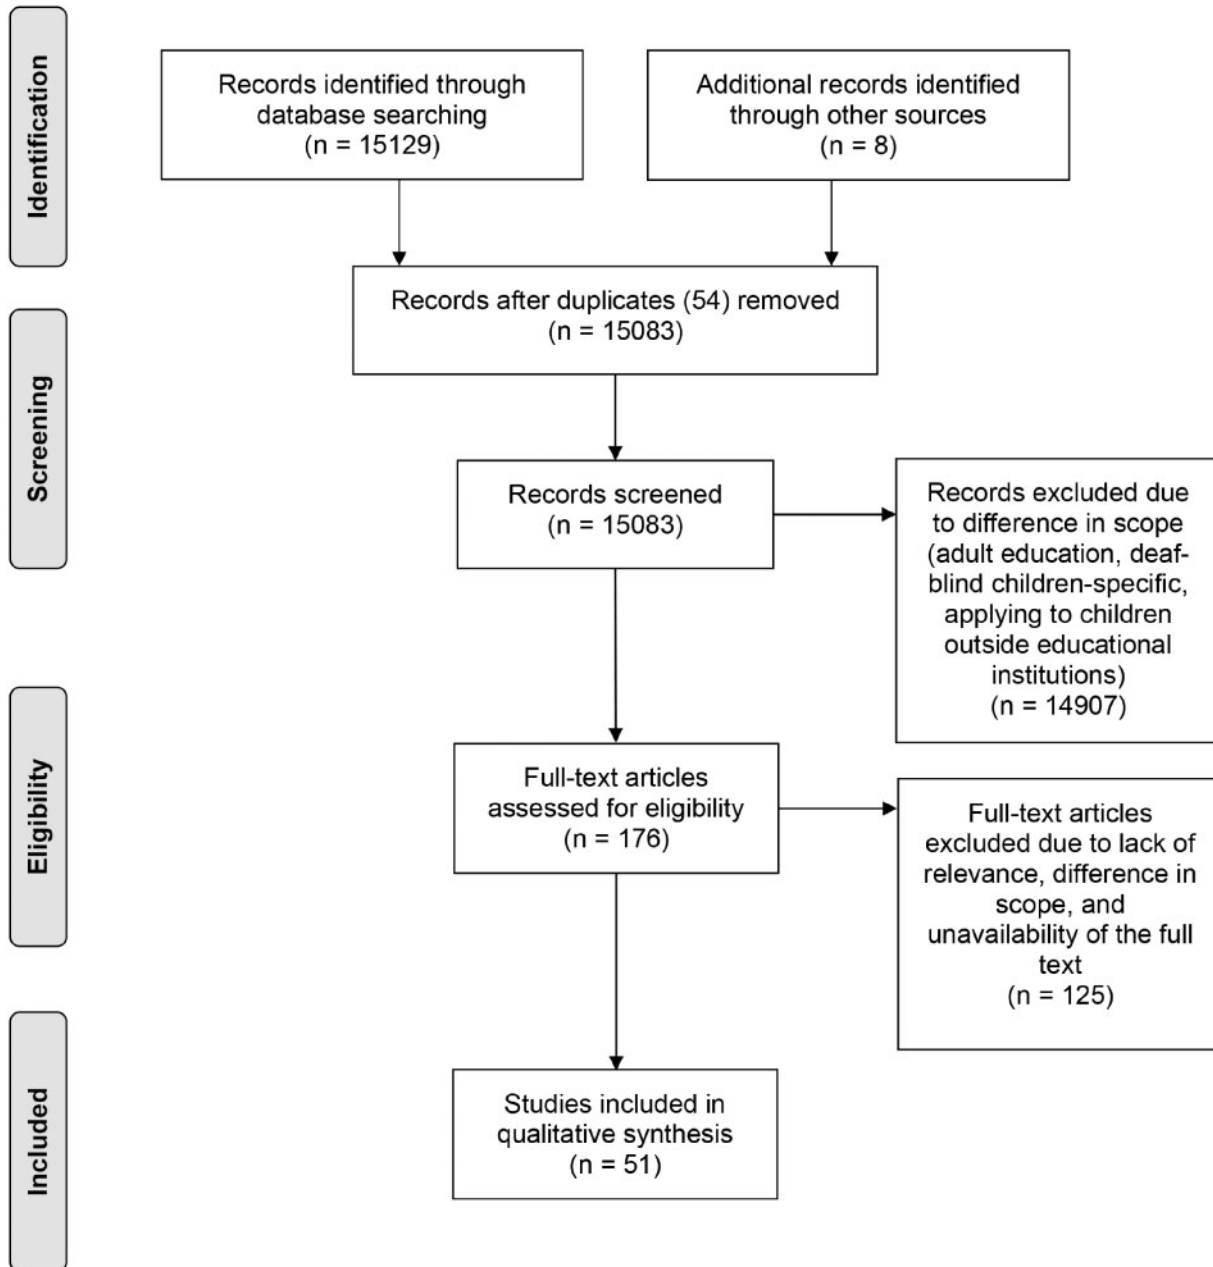 Identification
Records identified through
database searching
(n = 15129)
Additional records identified
through other sources
(n = 8)
Records after duplicates (54) removed
(n = 15083)
Screening
Records screened
(n = 15083)
Records excluded due
to difference in scope
(adult education, deaf-
blind children-specific,
applying to children
outside educational
institutions)
(n = 14907)
Eligibility
Full-text articles
assessed for eligibility
(n = 176)
Full-text articles
excluded due to lack of
relevance, difference in
scope, and
unavailability of the full
text
(n = 125)
Included
Studies included in
qualitative synthesis
(n = 51)